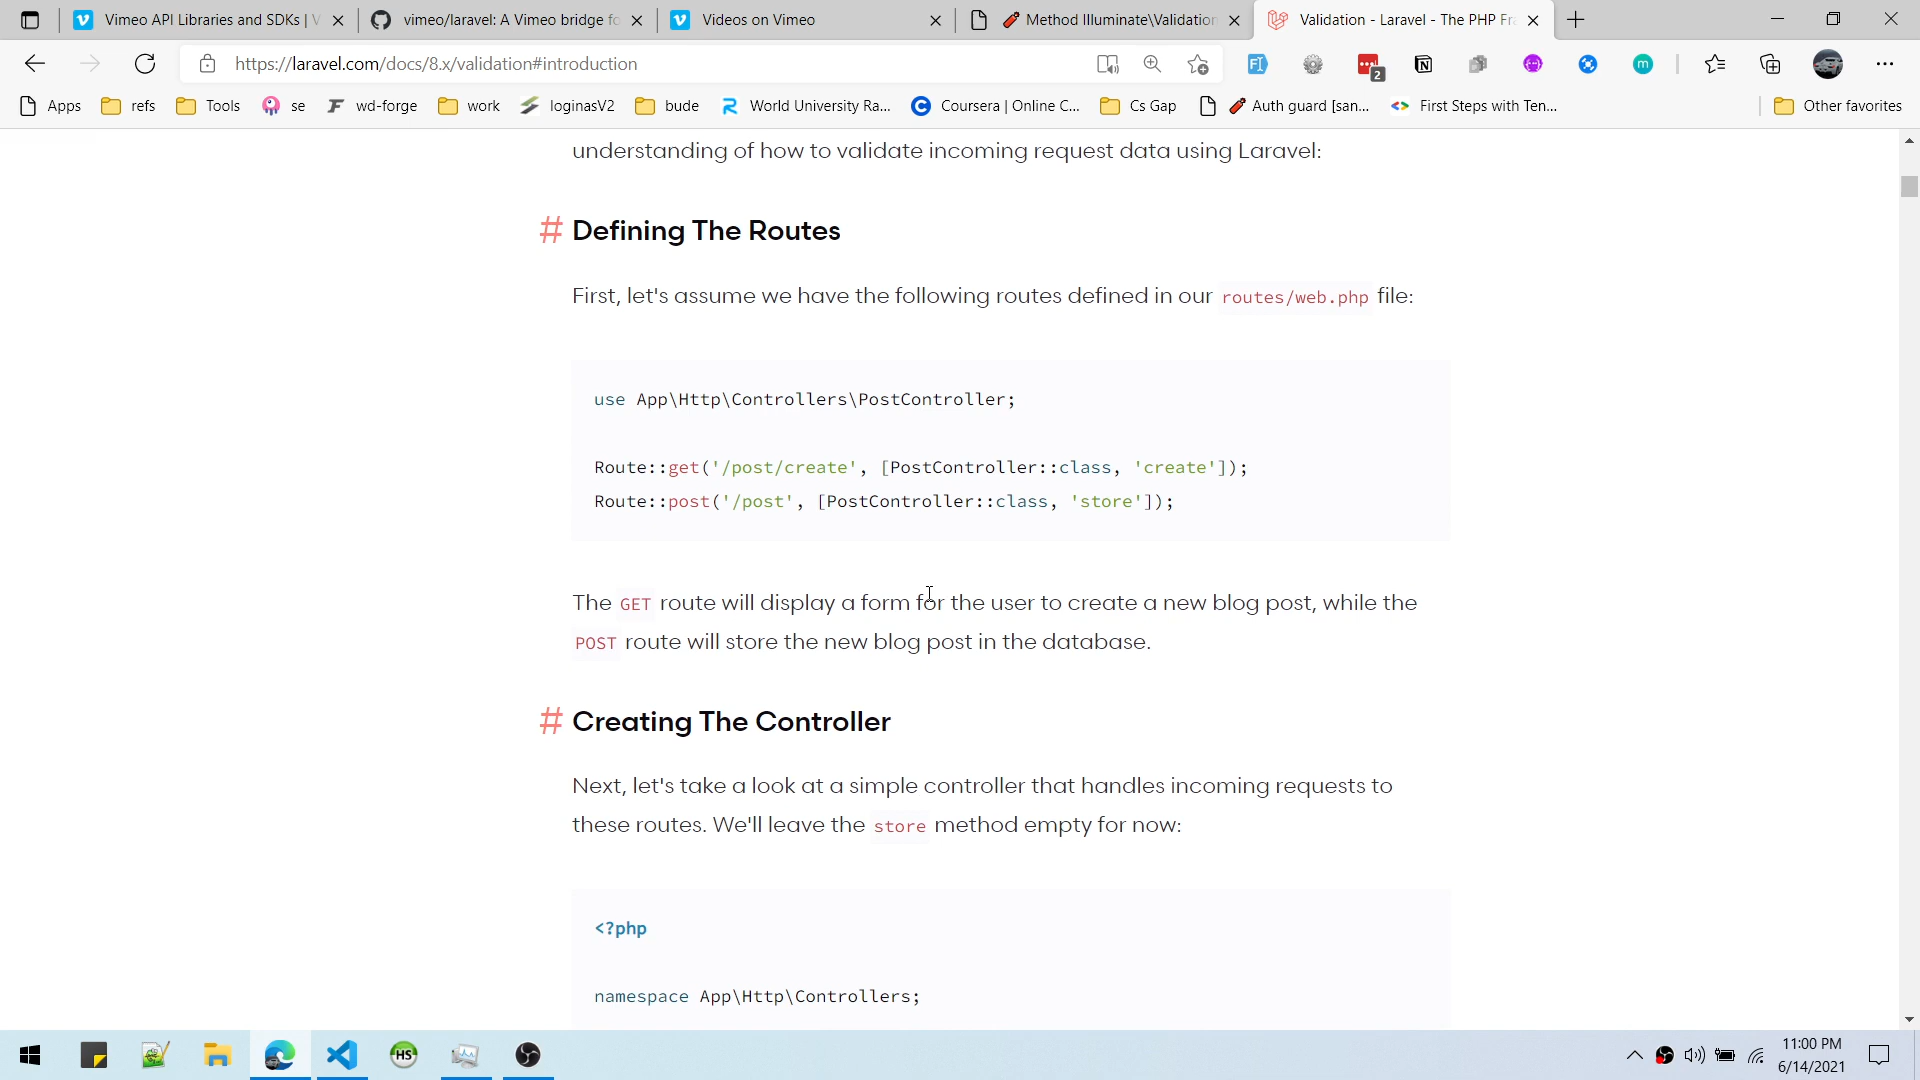 Vimeo API Libraries and SDKs | V
vimeo/laravel: A Vimeo bridge fo
Videos on Vimeo
Method Illuminate\Validation
Validation - Laravel - The PHP Fr
https://laravel.com/docs/8.x/validation#introduction
2
Apps
refs
Tools
se
wd-forge
work
loginasV2
bude
World University Ra...
Coursera | Online C...
Cs Gap
Auth guard [san...
First Steps with Ten...
Other favorites
understanding of how to validate incoming request data using Laravel:
# Defining The Routes
First, let's assume we have the following routes defined in our routes/web.php file:
use App\Http\Controllers\PostController;
Route::get('/post/create', [PostController::class, 'create']);
Route::post('/post', [PostController::class, 'store']);
The GET route will display a form for the user to create a new blog post, while the
POST route will store the new blog post in the database.
# Creating The Controller
Next, let's take a look at a simple controller that handles incoming requests to
these routes. We'll leave the store method empty for now:
<?php
namespace App\Http\Controllers;
HS
11:00 PM
6/14/2021